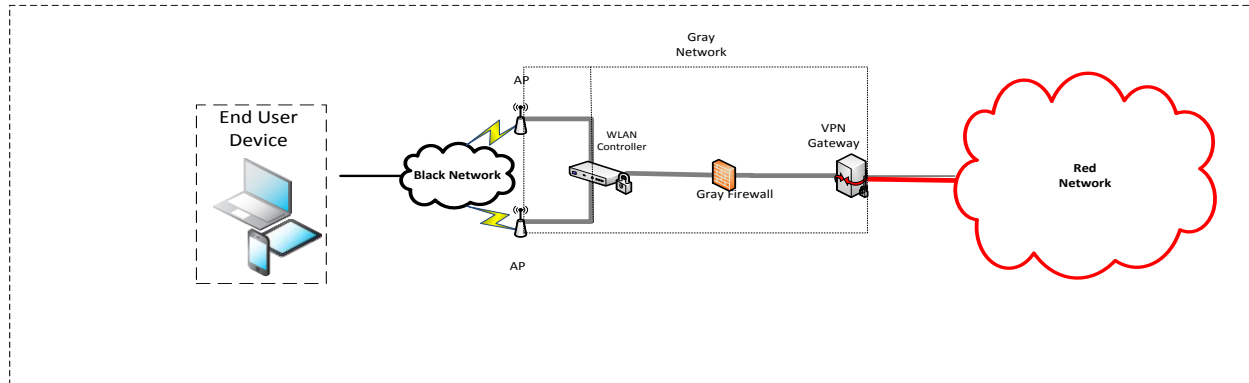 Gray
Network
AP
End User
Device
WLAN
Controller
VPN
Gateway
Black Network
Red
Network
Gray Firewall
AP